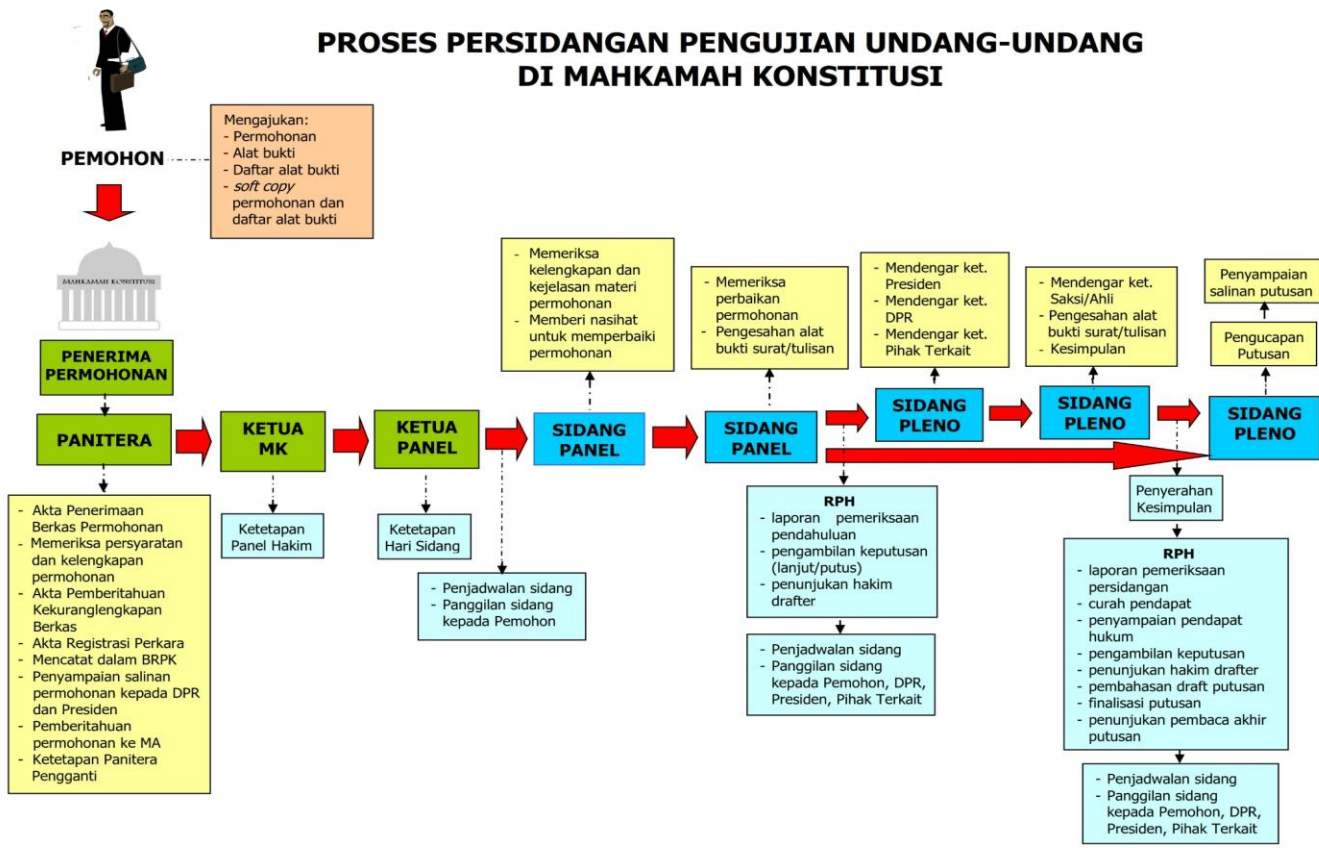 PROSES PERSIDANGAN PENGUJIAN UNDANG-UNDANG
DI MAHKAMAH KONSTITUSI
PEMOHON
Mengajukan:
- Permohonan
- Alat bukti
- Daftar alat bukti
- soft copy
permohonan dan
daftar alat bukti
MAHKAMAH KONSTITUSI
PENERIMA
PERMOHONAN
PANITERA
- Akta Penerimaan
Berkas Permohonan
- Memeriksa persyaratan
dan kelengkapan
permohonan
- Akta Pemberitahuan
Kekuranglengkapan
Berkas
- Akta Registrasi Perkara
- Mencatat dalam BRPK
- Penyampaian salinan
permohonan kepada DPR
dan Presiden
- Pemberitahuan
permohonan ke MA
- Ketetapan Panitera
Pengganti
KETUA
MK
Ketetapan
Panel Hakim
KETUA
PANEL
Ketetapan
Hari Sidang
- Penjadwalan sidang
- Panggilan sidang
kepada Pemohon
- Memeriksa
kelengkapan dan
kejelasan materi
permohonan
- Memberi nasihat
untuk memperbaiki
permohonan
SIDANG
PANEL
- Memeriksa
perbaikan
permohonan
- Pengesahan alat
bukti surat/tulisan
SIDANG
PANEL
RPH
- laporan pemeriksaan
pendahuluan
- pengambilan keputusan
(lanjut/putus)
- penunjukan hakim
drafter
- Penjadwalan sidang
- Panggilan sidang
kepada Pemohon, DPR,
Presiden, Pihak Terkait
- Mendengar ket.
Presiden
- Mendengar ket.
DPR
- Mendengar ket.
Pihak Terkait
SIDANG
PLENO
- Mendengar ket.
Saksi/Ahli
- Pengesahan alat
bukti surat/tulisan
- Kesimpulan
SIDANG
PLENO
Penyerahan
Kesimpulan
RPH
- laporan pemeriksaan
persidangan
- curah pendapat
- penyampaian pendapat
hukum
- pengambilan keputusan
- penunjukan hakim drafter
- pembahasan draft putusan
- finalisasi putusan
- penunjukan pembaca akhir
putusan
- Penjadwalan sidang
- Panggilan sidang
kepada Pemohon, DPR,
Presiden, Pihak Terkait
Penyampaian
salinan putusan
Pengucapan
Putusan
SIDANG
PLENO